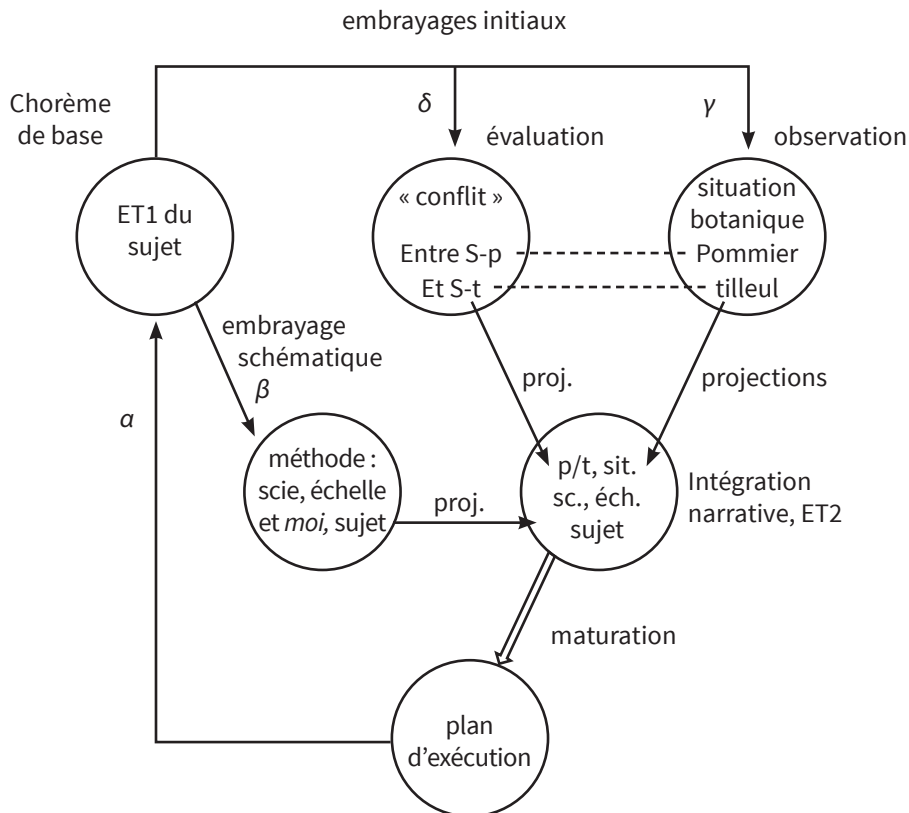 embrayages initiaux
Chorème
de base
δ
évaluation
γ
observation
ET1 du
sujet
« conflit »
Entre S-p
Et S-t
situation
botanique
Pommier
tilleul
embrayage
schématique
β
α
proj.
projections
méthode :
scie, échelle
et moi, sujet
proj.
p/t, sit.
sc., éch.
sujet
Intégration
narrative, ET2
maturation
plan
d'exécution